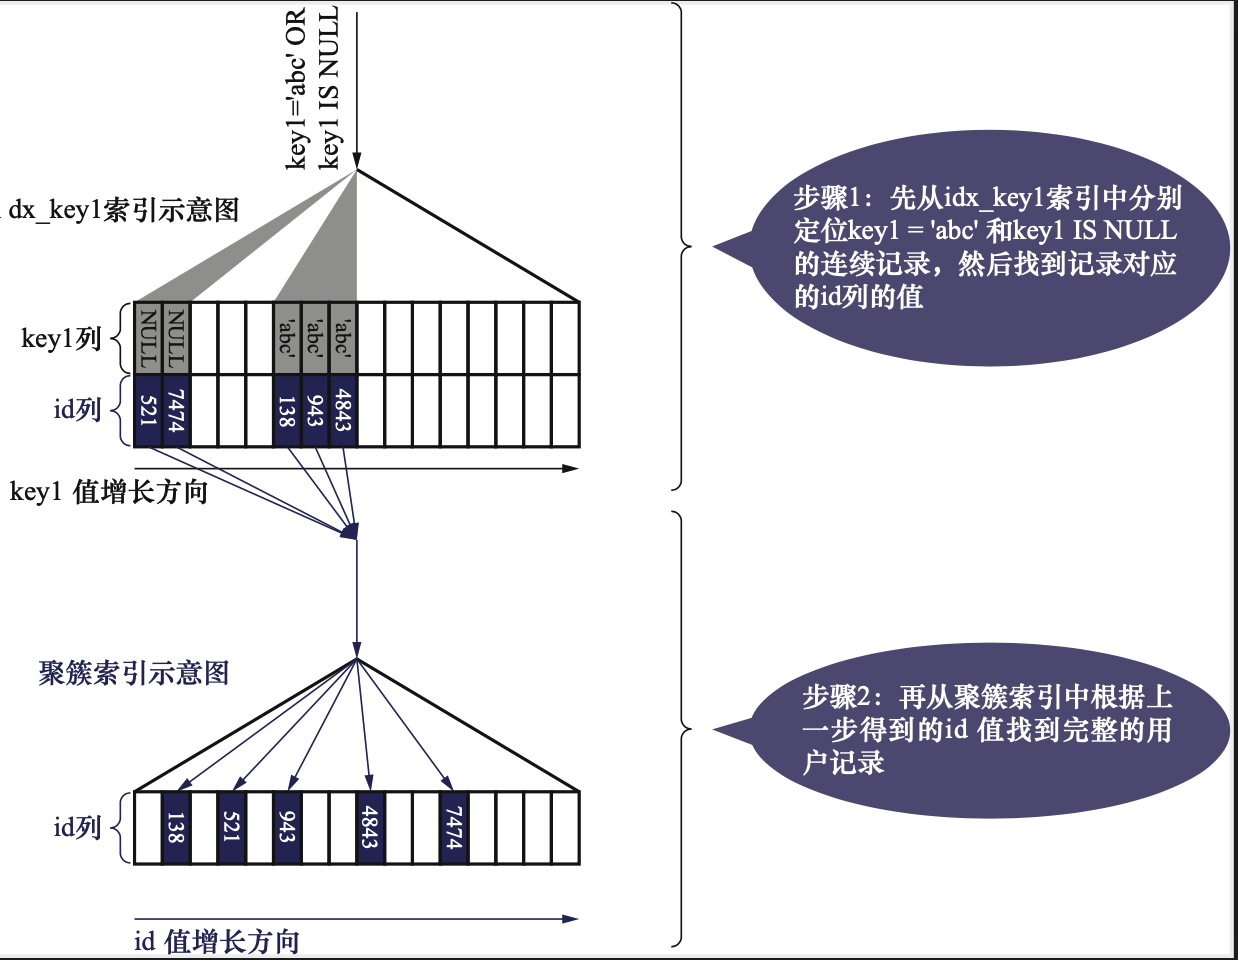 key1='abc' OR
key1 IS NULL
dx_key1索引示意图
key1列
NULL
NULL
'abc'
'abc'
'abc'
id列
521
7474
138
943
4843
key1 值增长方向
步骤1：先从idx_key1索引中分别
定位key1 = 'abc' 和key1 IS NULL
的连续记录，然后找到记录对应
的id列的值
聚簇索引示意图
id列
138
521
943
4843
7474
id 值增长方向
步骤2：再从聚簇索引中根据上
一步得到的id 值找到完整的用
户记录